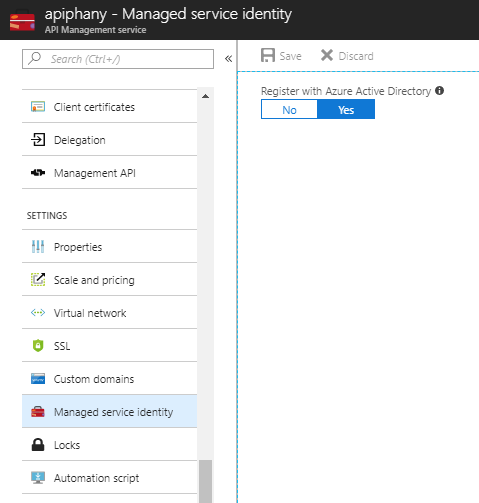 apiphany - Managed service identity
API Management service
Search (Ctrl+/)
«
Save
Discard
Client certificates
Delegation
Management API
SETTINGS
Properties
Scale and pricing
Virtual network
SSL
Custom domains
Managed service identity
Locks
Automation script
Register with Azure Active Directory
No
Yes